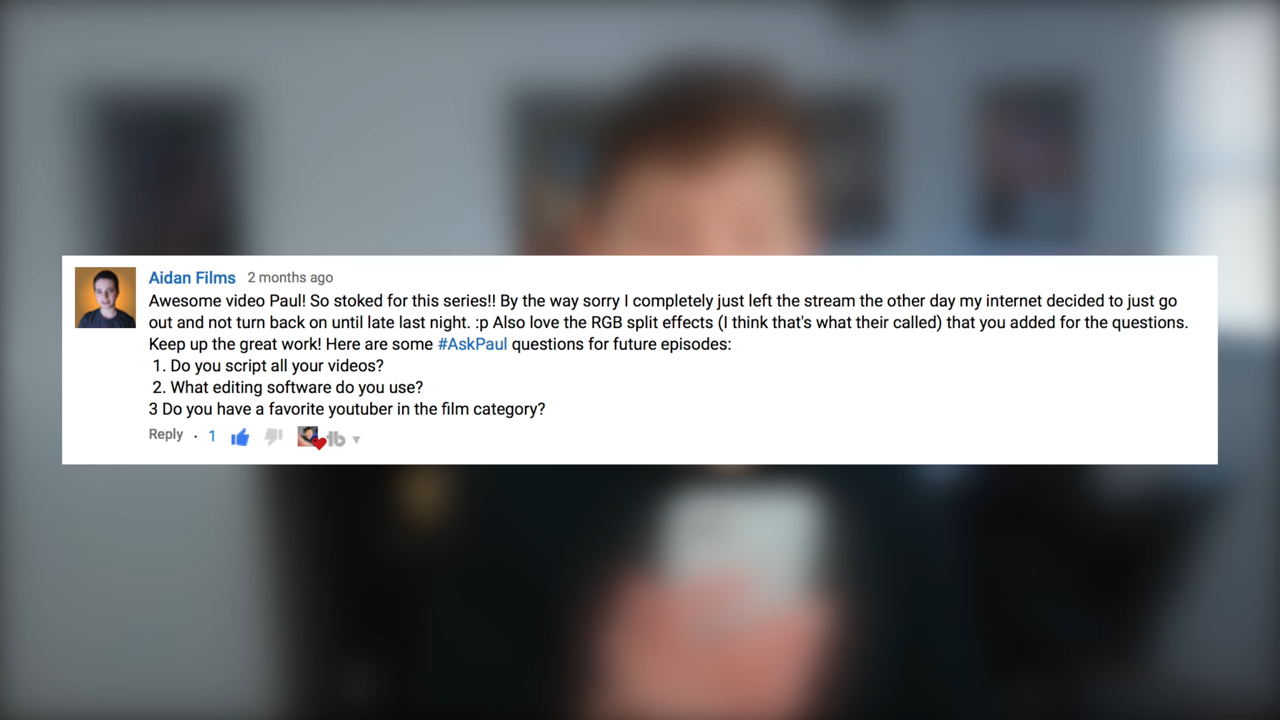 Aidan Films 2 months ago
Awesome video Paul! So stoked for this series!! By the way sorry I completely just left the stream the other day my internet decided to just go
out and not turn back on until late last night. :p Also love the RGB split effects (I think that's what their called) that you added for the questions.
Keep up the great work! Here are some #AskPaul questions for future episodes:
1. Do you script all your videos?
2. What editing software do you use?
3 Do you have a favorite youtuber in the film category?
Reply · 1